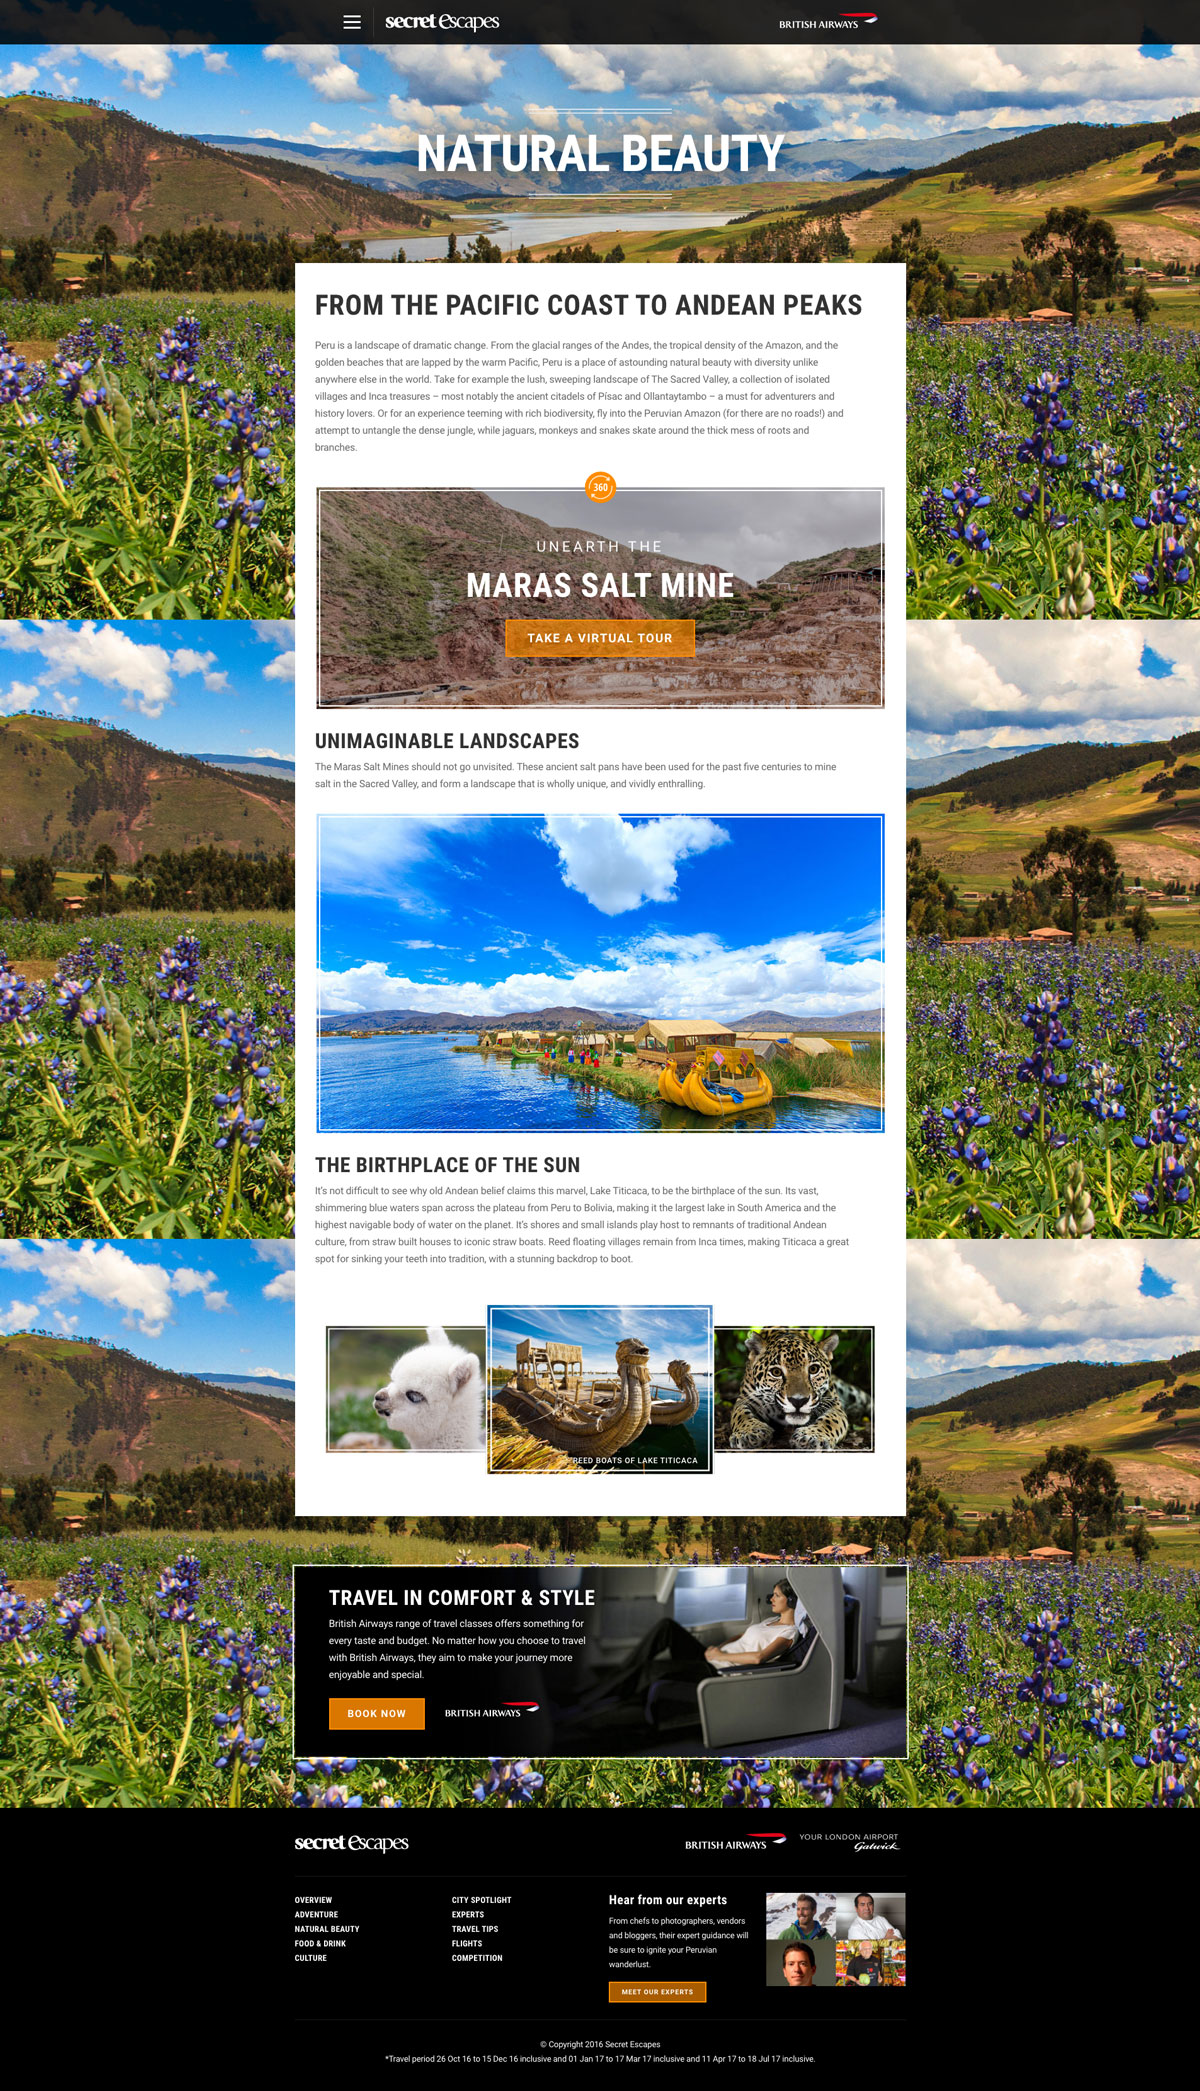 secret Escapes
BRITISH AIRWAYS
NATURAL BEAUTY
FROM THE PACIFIC COAST TO ANDEAN PEAKS
Peru is a landscape of dramatic change. From the glacial ranges of the Andes, the tropical density of the Amazon, and the
golden beaches that are lapped by the warm Pacific, Peru is a place of astounding natural beauty with diversity unlike
anywhere else in the world. Take for example the lush, sweeping landscape of The Sacred Valley, a collection of isolated
villages and Inca treasures – most notably the ancient citadels of Písac and Ollantaytambo – a must for adventurers and
history lovers. Or for an experience teeming with rich biodiversity, fly into the Peruvian Amazon (for there are no roads!) and
attempt to untangle the dense jungle, while jaguars, monkeys and snakes skate around the thick mess of roots and
branches.
360
UNEARTH THE
MARAS SALT MINE
TAKE A VIRTUAL TOUR
UNIMAGINABLE LANDSCAPES
The Maras Salt Mines should not go unvisited. These ancient salt pans have been used for the past five centuries to mine
salt in the Sacred Valley, and form a landscape that is wholly unique, and vividly enthralling.
THE BIRTHPLACE OF THE SUN
It's not difficult to see why old Andean belief claims this marvel, Lake Titicaca, to be the birthplace of the sun. Its vast,
shimmering blue waters span across the plateau from Peru to Bolivia, making it the largest lake in South America and the
highest navigable body of water on the planet. It's shores and small islands play host to remnants of traditional Andean
culture, from straw built houses to iconic straw boats. Reed floating villages remain from Inca times, making Titicaca a great
spot for sinking your teeth into tradition, with a stunning backdrop to boot.
REED BOATS OF LAKE TITICACA
TRAVEL IN COMFORT & STYLE
British Airways range of travel classes offers something for
every taste and budget. No matter how you choose to travel
with British Airways, they aim to make your journey more
enjoyable and special.
BOOK NOW
BRITISH AIRWAYS
secret Escapes
BRITISH AIRWAYS
YOUR LONDON AIRPORT
Gatwick
OVERVIEW
ADVENTURE
NATURAL BEAUTY
FOOD & DRINK
CULTURE
CITY SPOTLIGHT
EXPERTS
TRAVEL TIPS
FLIGHTS
COMPETITION
Hear from our experts
From chefs to photographers, vendors
and bloggers, their expert guidance will
be sure to ignite your Peruvian
wanderlust.
MEET OUR EXPERTS
© Copyright 2016 Secret Escapes
*Travel period 26 Oct 16 to 15 Dec 16 inclusive and 01 Jan 17 to 17 Mar 17 inclusive and 11 Apr 17 to 18 Jul 17 inclusive.